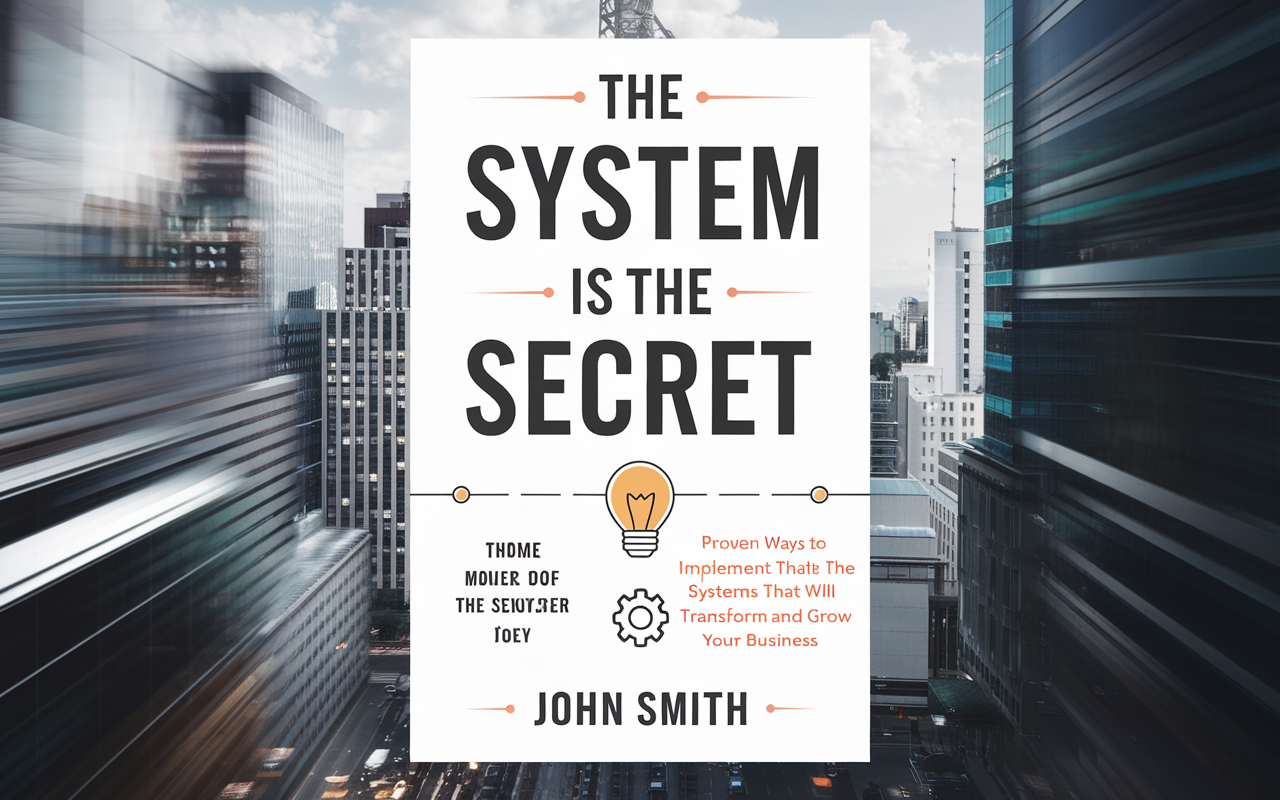 THE
SYSTEM
IS THE
SECRET
THOME
MOUER DOF
THE
Proven Ways to
Implement The
Systems That Will
Transform and Grow
Your Business
JOHN SMITH